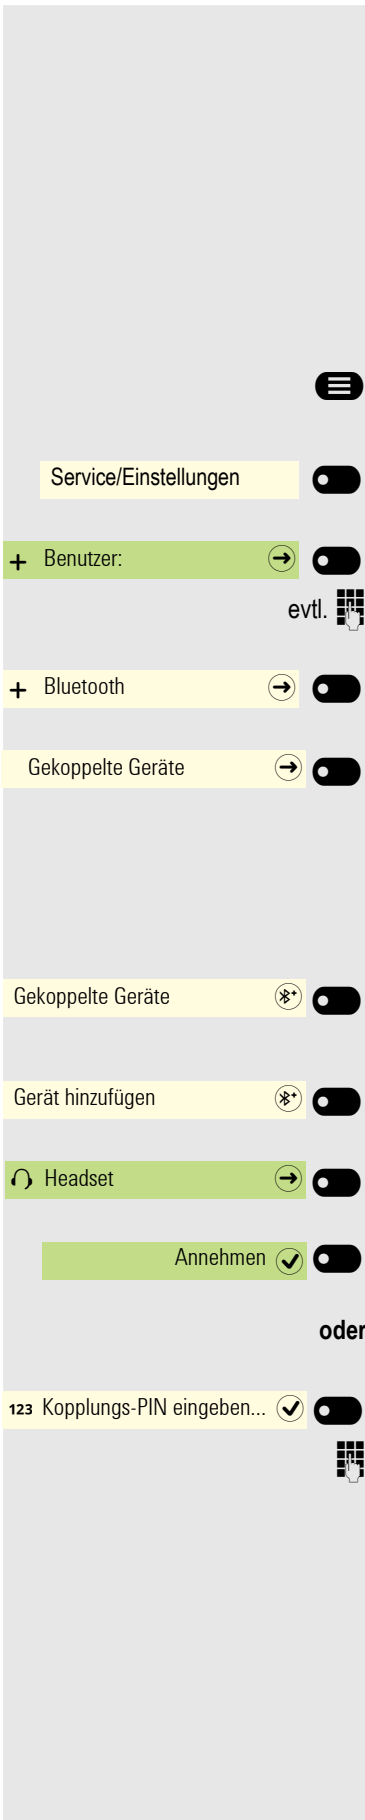 Service/Einstellungen
Benutzer:
evtl.
Bluetooth
Gekoppelte Geräte
Gekoppelte Geräte
Gerät hinzufügen
Headset
Annehmen
oder
123 Kopplungs-PIN eingeben...